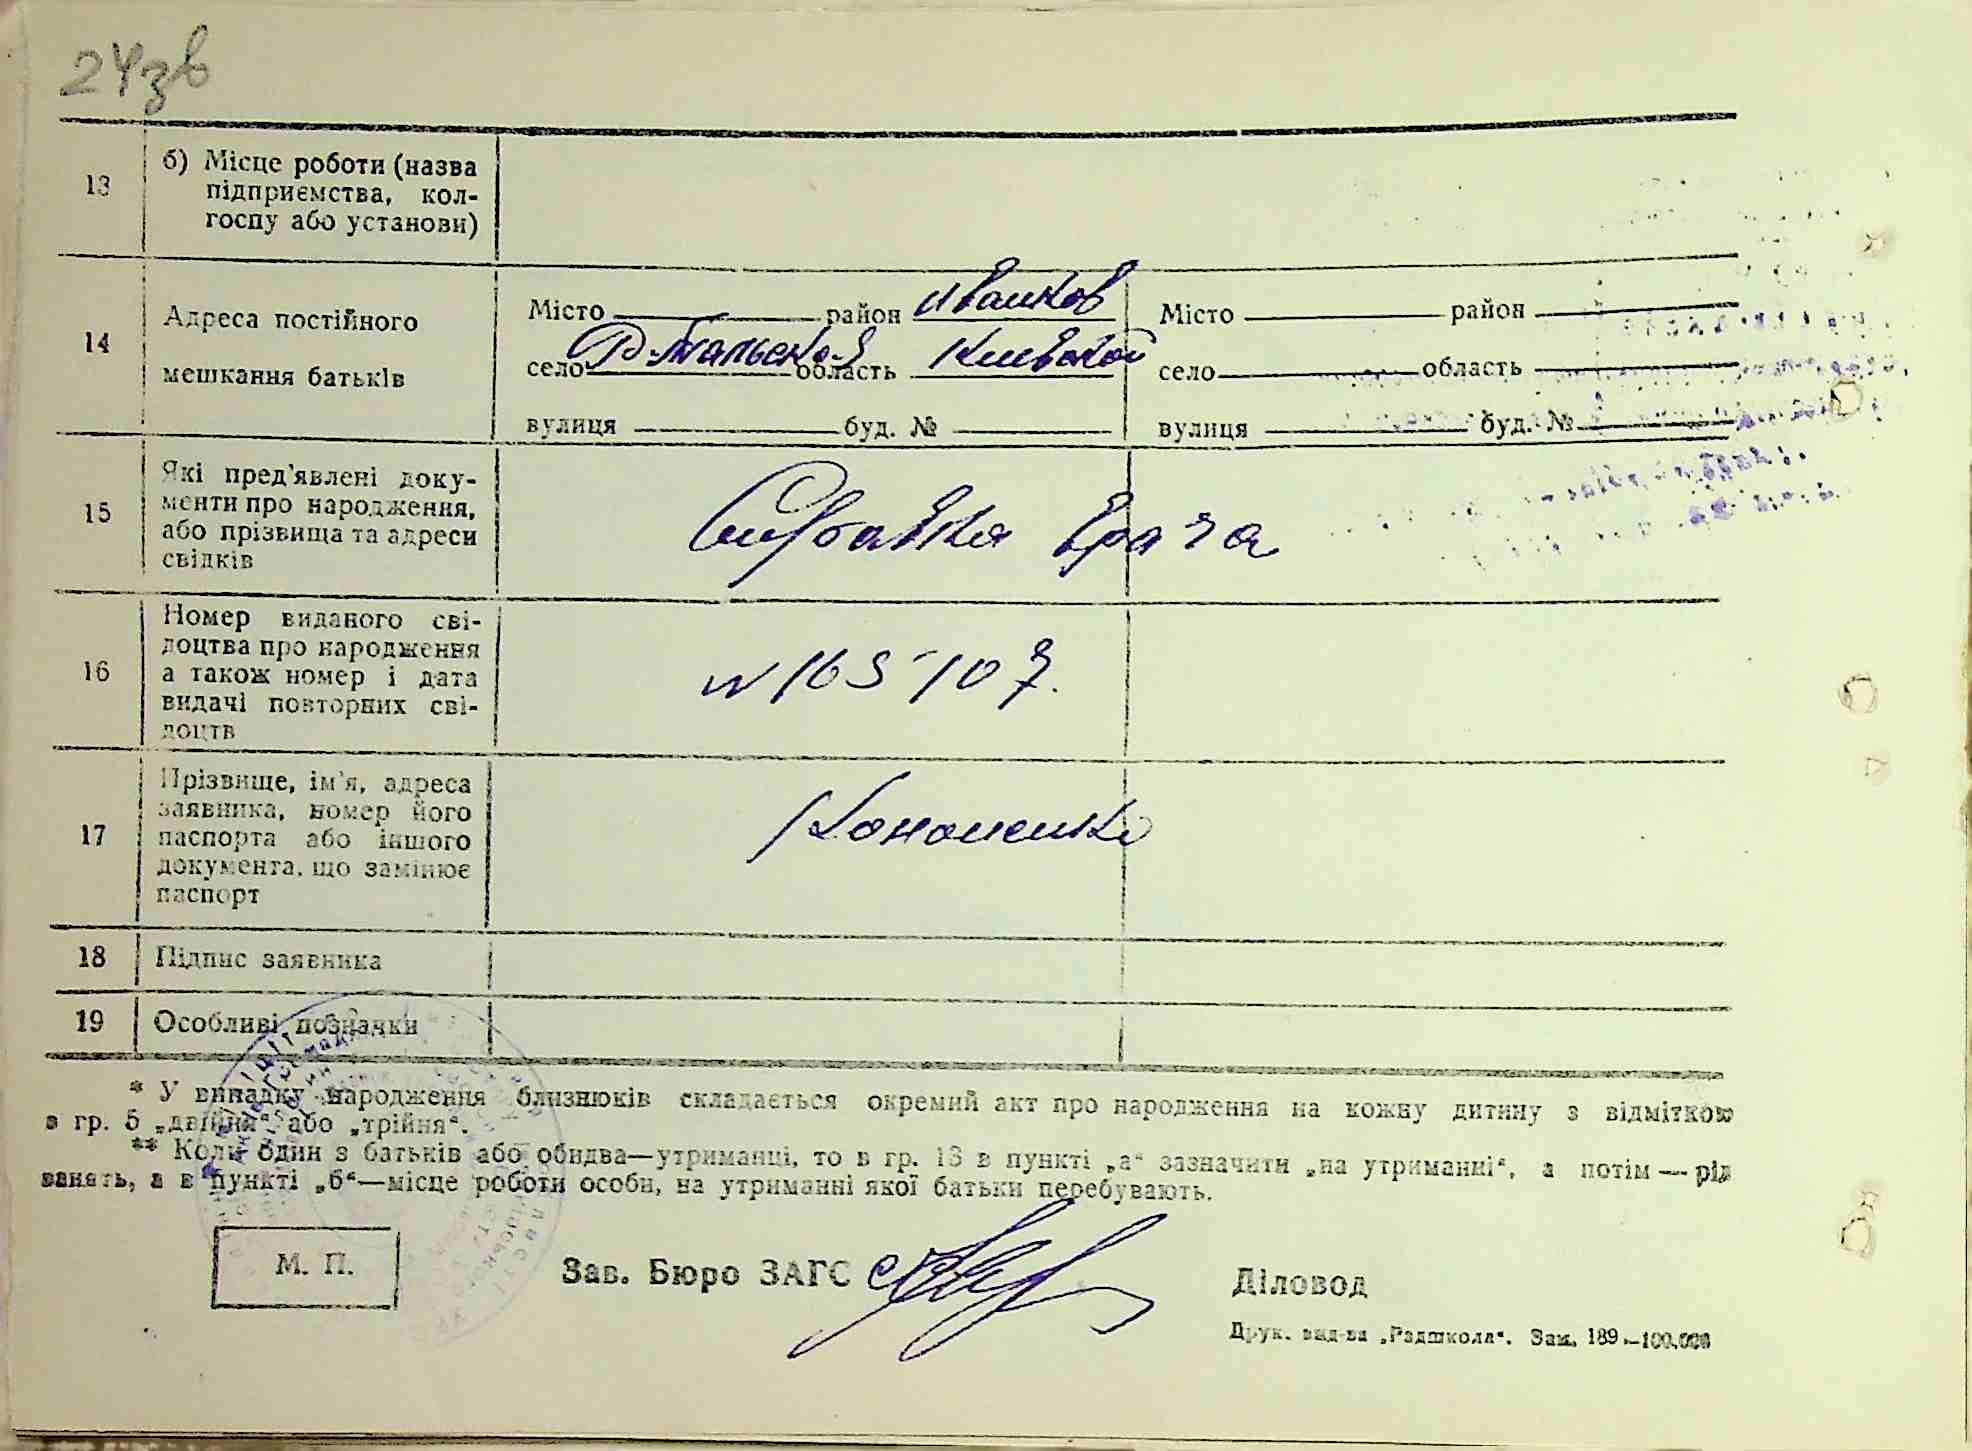 24зв
13 б) Місце роботи (назва
підприємства, кол-
госпу або установи)
14 Адреса постійного
мешкання батьків
Місто район Иванков Місто район
село область Киевской село область
вулиця буд. № вулиця буд. №
15 Які пред'явлені доку-
менти про народження,
або прізвища та адреси
свідків
Справка врача
16 Номер виданого сві-
доцтва про народження
а також номер і дата
видачі повторних сві-
доцтв
N 165107.
17 Прізвище, ім'я, адреса
заявника, номер його
паспорта або іншого
документа, що замінює
паспорт
Кононенко
18 Підпис заявника
19 Особливі позначки
* У випадку народження близнюків складається окремий акт про народження на кожну дитину з відміткою
в гр. 5 „двійня“ або „трійня“.
** Коли один з батьків або обидва—утриманці, то в гр. 13 в пункті „а“ зазначити „на утриманні“, а потім — рід
занять, а в пункті „б“—місце роботи особи, на утриманні якої батьки перебувають.
М. П.
Зав. Бюро ЗАГС
Діловод
Друк. вид-ва „Радшкола“. Зам. 189.—100.000